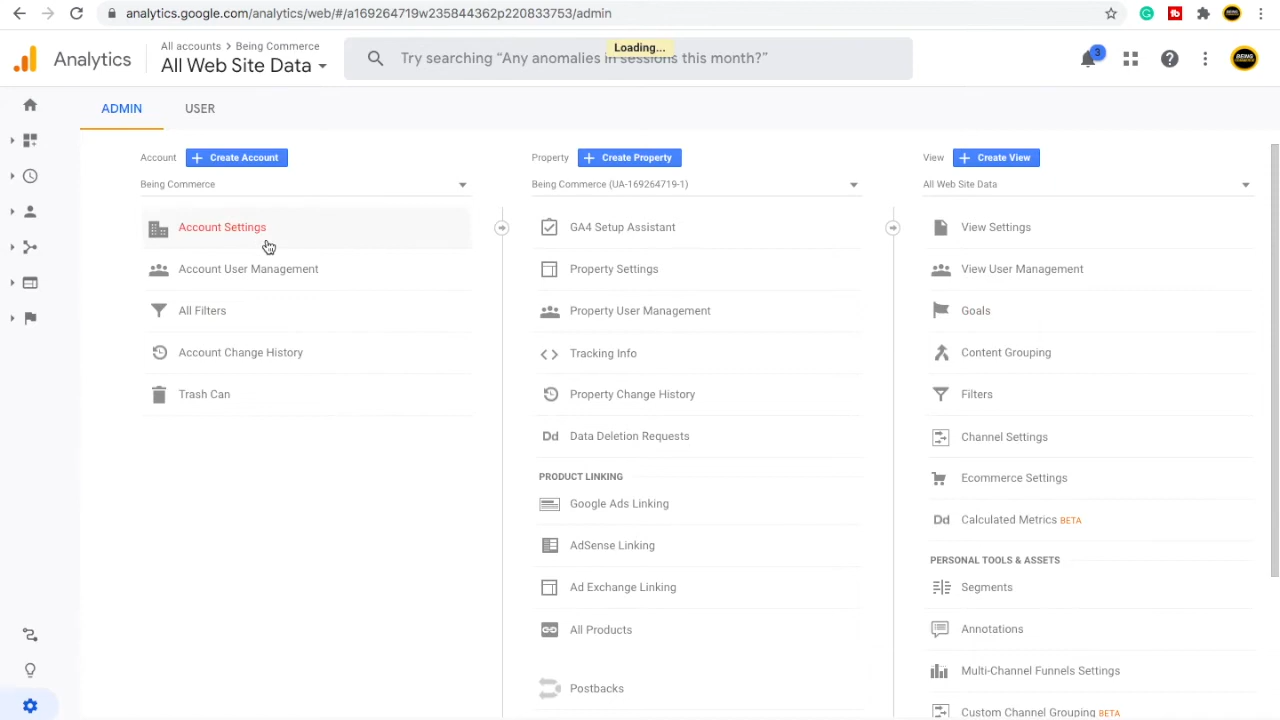 analytics.google.com/analytics/web/#/a169264719w235844362p220833753/admin
Analytics
All accounts > Being Commerce
All Web Site Data
Try searching “Any anomalies in sessions this month?”
Loading...
3
ADMIN
USER
Account
Create Account
Being Commerce
Account Settings
Account User Management
All Filters
Account Change History
Trash Can
Property
Create Property
Being Commerce (UA-169264719-1)
GA4 Setup Assistant
Property Settings
Property User Management
Tracking Info
Property Change History
Dd Data Deletion Requests
PRODUCT LINKING
Google Ads Linking
AdSense Linking
Ad Exchange Linking
All Products
Postbacks
View
Create View
All Web Site Data
View Settings
View User Management
Goals
Content Grouping
Filters
Channel Settings
Ecommerce Settings
Dd Calculated Metrics BETA
PERSONAL TOOLS & ASSETS
Segments
Annotations
Multi-Channel Funnels Settings
Custom Channel Grouping BETA